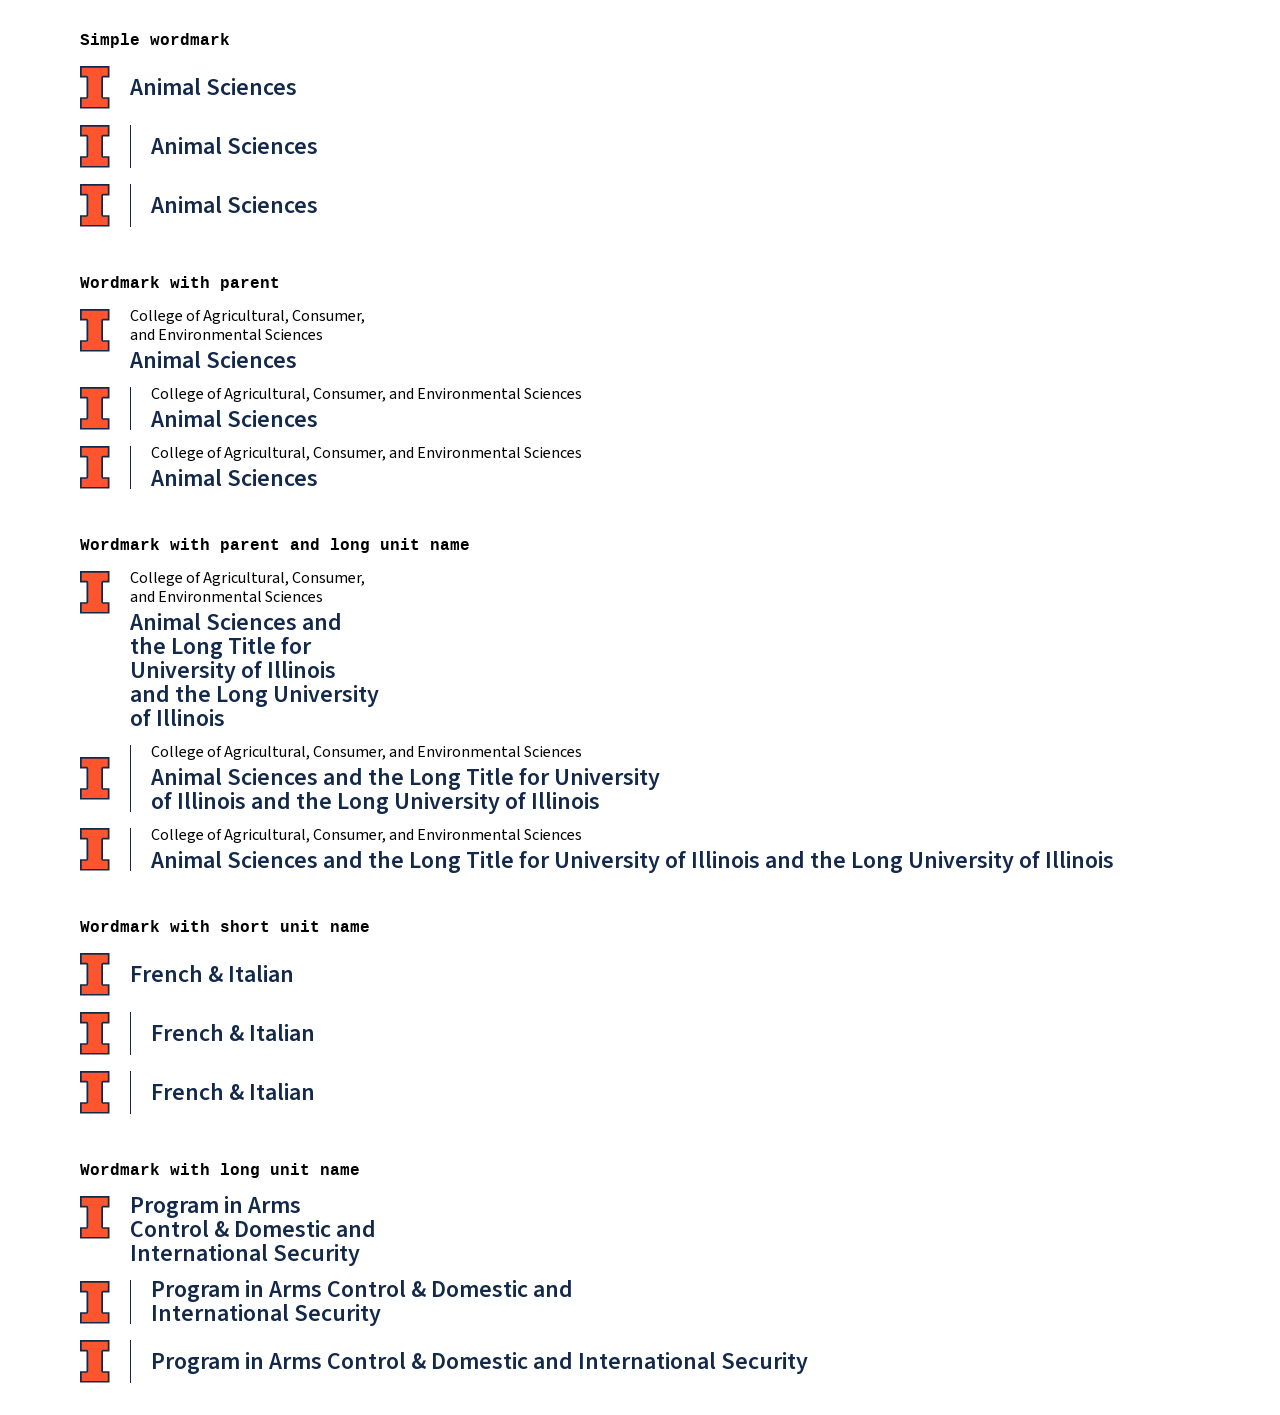 Simple wordmark
Animal Sciences
Animal Sciences
Animal Sciences
Wordmark with parent
College of Agricultural, Consumer,
and Environmental Sciences
Animal Sciences
College of Agricultural, Consumer, and Environmental Sciences
Animal Sciences
College of Agricultural, Consumer, and Environmental Sciences
Animal Sciences
Wordmark with parent and long unit name
College of Agricultural, Consumer,
and Environmental Sciences
Animal Sciences and
the Long Title for
University of Illinois
and the Long University
of Illinois
College of Agricultural, Consumer, and Environmental Sciences
Animal Sciences and the Long Title for University
of Illinois and the Long University of Illinois
College of Agricultural, Consumer, and Environmental Sciences
Animal Sciences and the Long Title for University of Illinois and the Long University of Illinois
Wordmark with short unit name
French & Italian
French & Italian
French & Italian
Wordmark with long unit name
Program in Arms
Control & Domestic and
International Security
Program in Arms Control & Domestic and
International Security
Program in Arms Control & Domestic and International Security